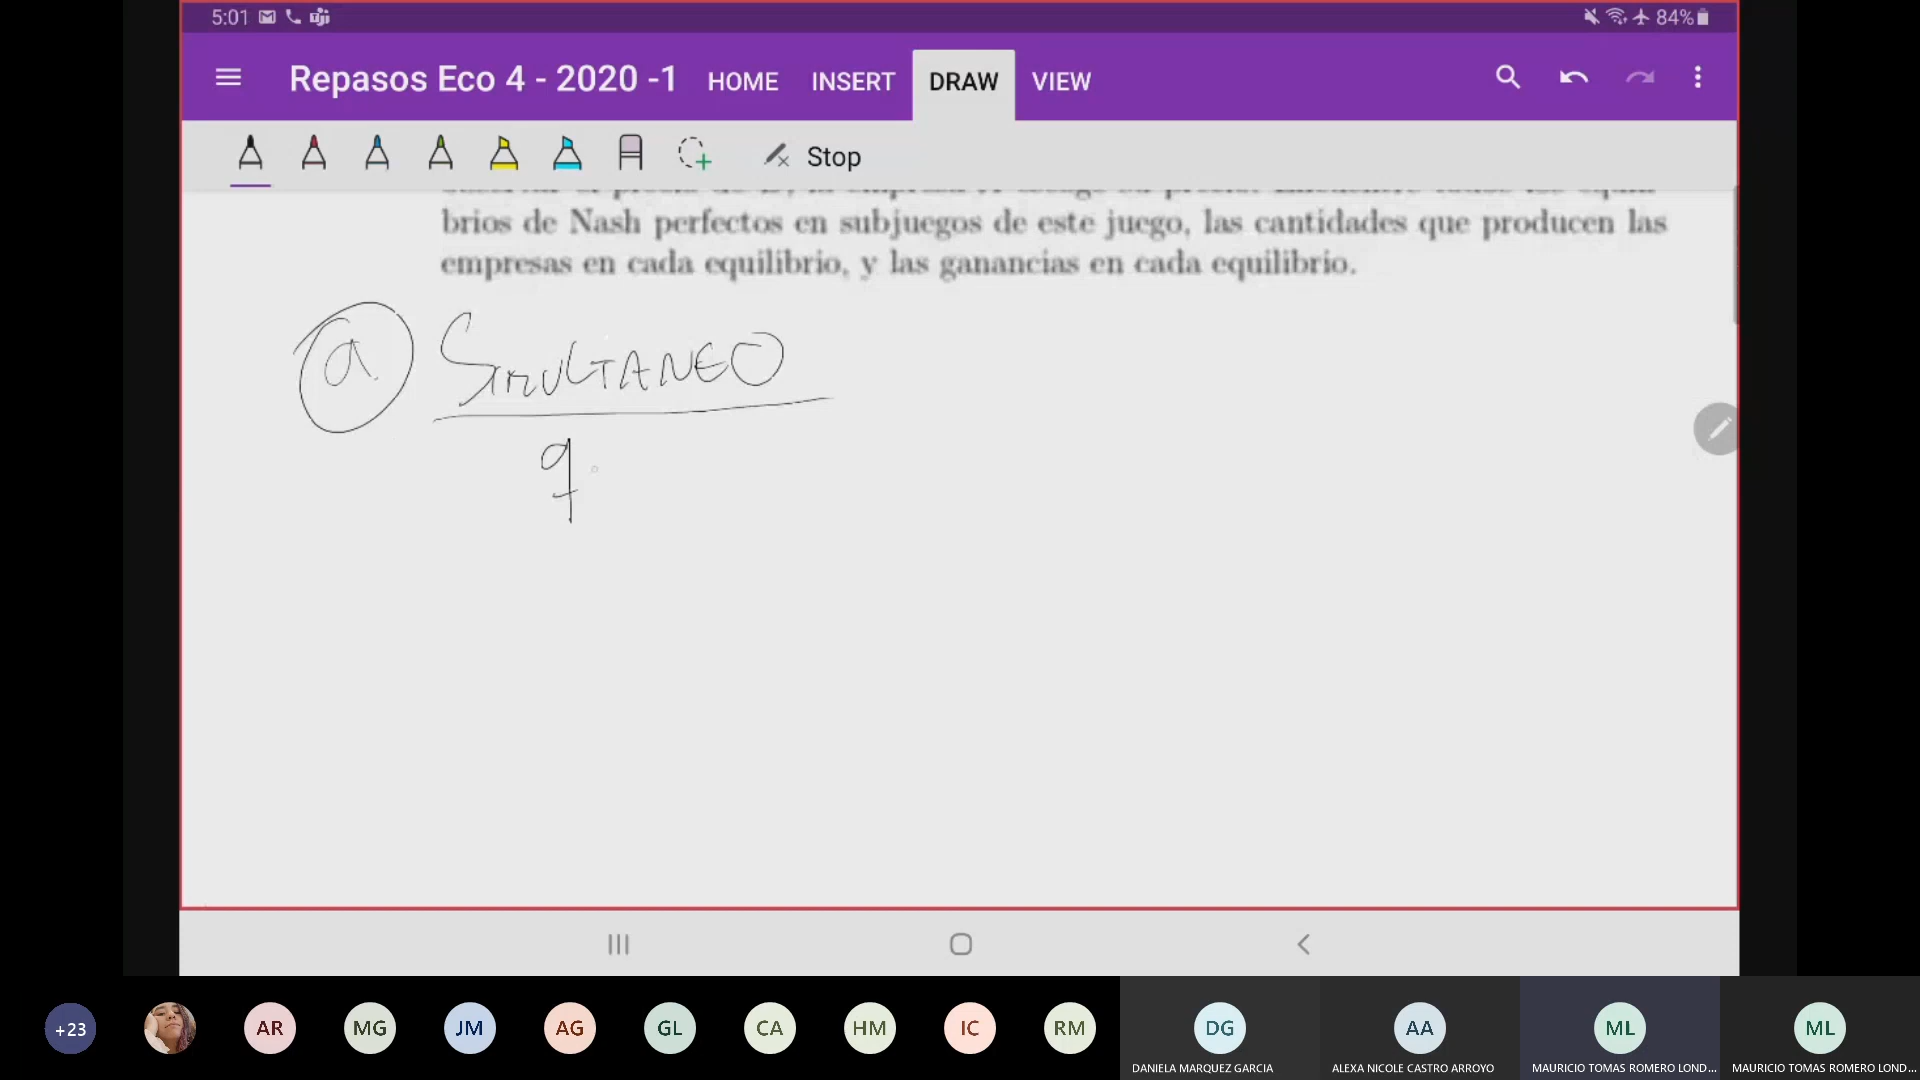 5:01 84%
Repasos Eco 4 - 2020 -1 HOME INSERT DRAW VIEW
Stop
brios de Nash perfectos en subjuegos de este juego, las cantidades que producen las
empresas en cada equilibrio, y las ganancias en cada equilibrio.
a SIMULTANEO
q
+23 AR MG JM AG GL CA HM IC RM DG AA ML ML
DANIELA MARQUEZ GARCIA ALEXA NICOLE CASTRO ARROYO MAURICIO TOMAS ROMERO LOND... MAURICIO TOMAS ROMERO LOND...